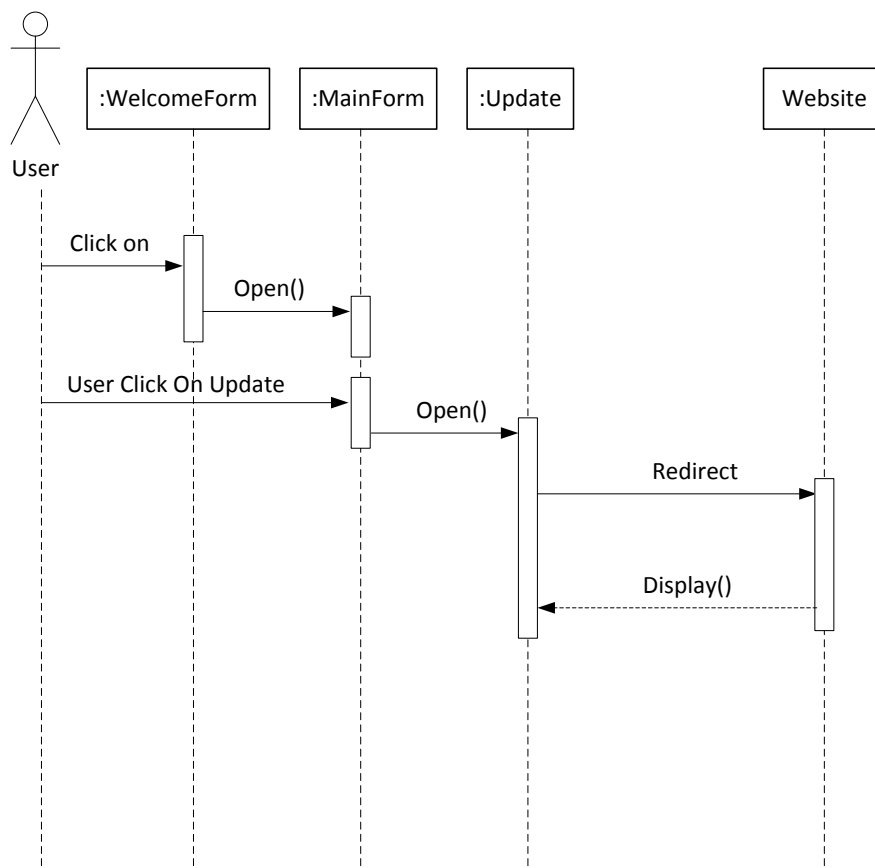 :WelcomeForm
:MainForm
:Update
Website
User
Click on
Open()
User Click On Update
Open()
Redirect
Display()